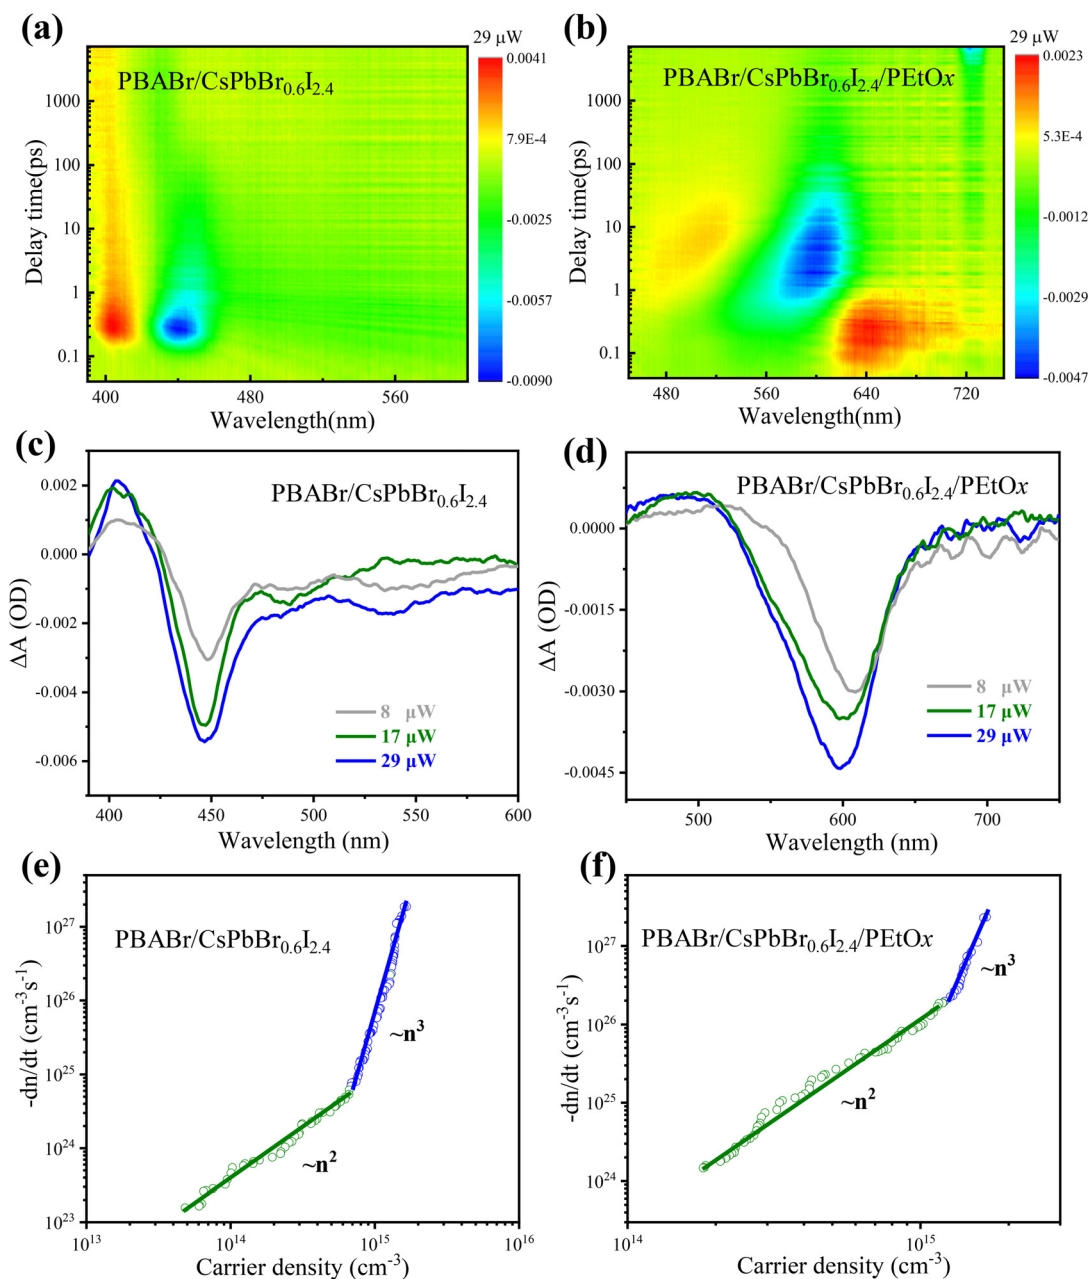 (a)
29 μW
0.0041
7.9E-4
-0.0025
-0.0057
-0.0090
PBABr/CsPbBr0.6I2.4
Delay time(ps)
1000
100
10
1
0.1
400
480
560
Wavelength(nm)
(b)
29 μW
0.0023
5.3E-4
-0.0012
-0.0029
-0.0047
PBABr/CsPbBr0.6I2.4/PEtOx
Delay time(ps)
1000
100
10
1
0.1
480
560
640
720
Wavelength(nm)
(c)
PBABr/CsPbBr0.6I2.4
ΔA (OD)
0.002
0.000
-0.002
-0.004
-0.006
8 μW
17 μW
29 μW
400
450
500
550
600
Wavelength (nm)
(d)
PBABr/CsPbBr0.6I2.4/PEtOx
ΔA (OD)
0.0000
-0.0015
-0.0030
-0.0045
8 μW
17 μW
29 μW
500
600
700
Wavelength (nm)
(e)
PBABr/CsPbBr0.6I2.4
-dn/dt (cm-3s-1)
10^27
10^26
10^25
10^24
10^23
~n^3
~n^2
10^13
10^14
10^15
10^16
Carrier density (cm-3)
(f)
PBABr/CsPbBr0.6I2.4/PEtOx
-dn/dt (cm-3s-1)
10^27
10^26
10^25
10^24
~n^3
~n^2
10^14
10^15
Carrier density (cm-3)